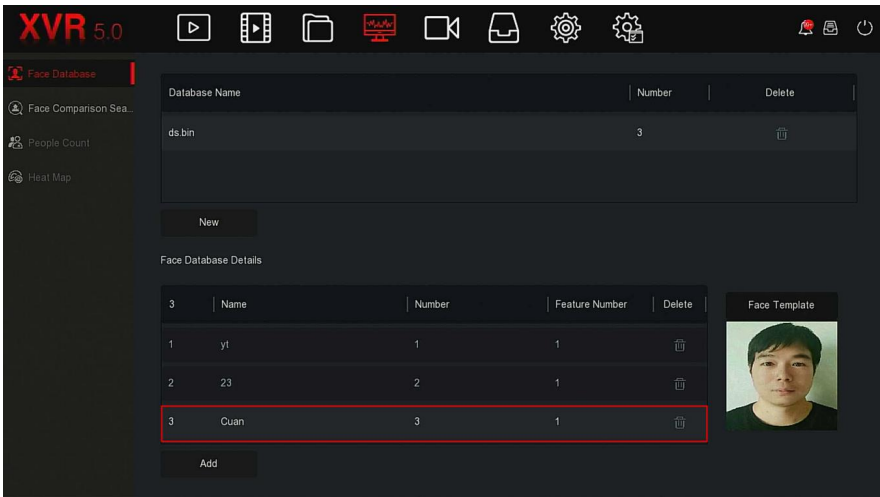 XVR 5.0
Face Database
Face Comparison Sea...
People Count
Heat Map
Database Name Number Delete
ds.bin 3
New
Face Database Details
3 Name Number Feature Number Delete
1 yt 1 1
2 23 2 1
3 Cuan 3 1
Add
Face Template